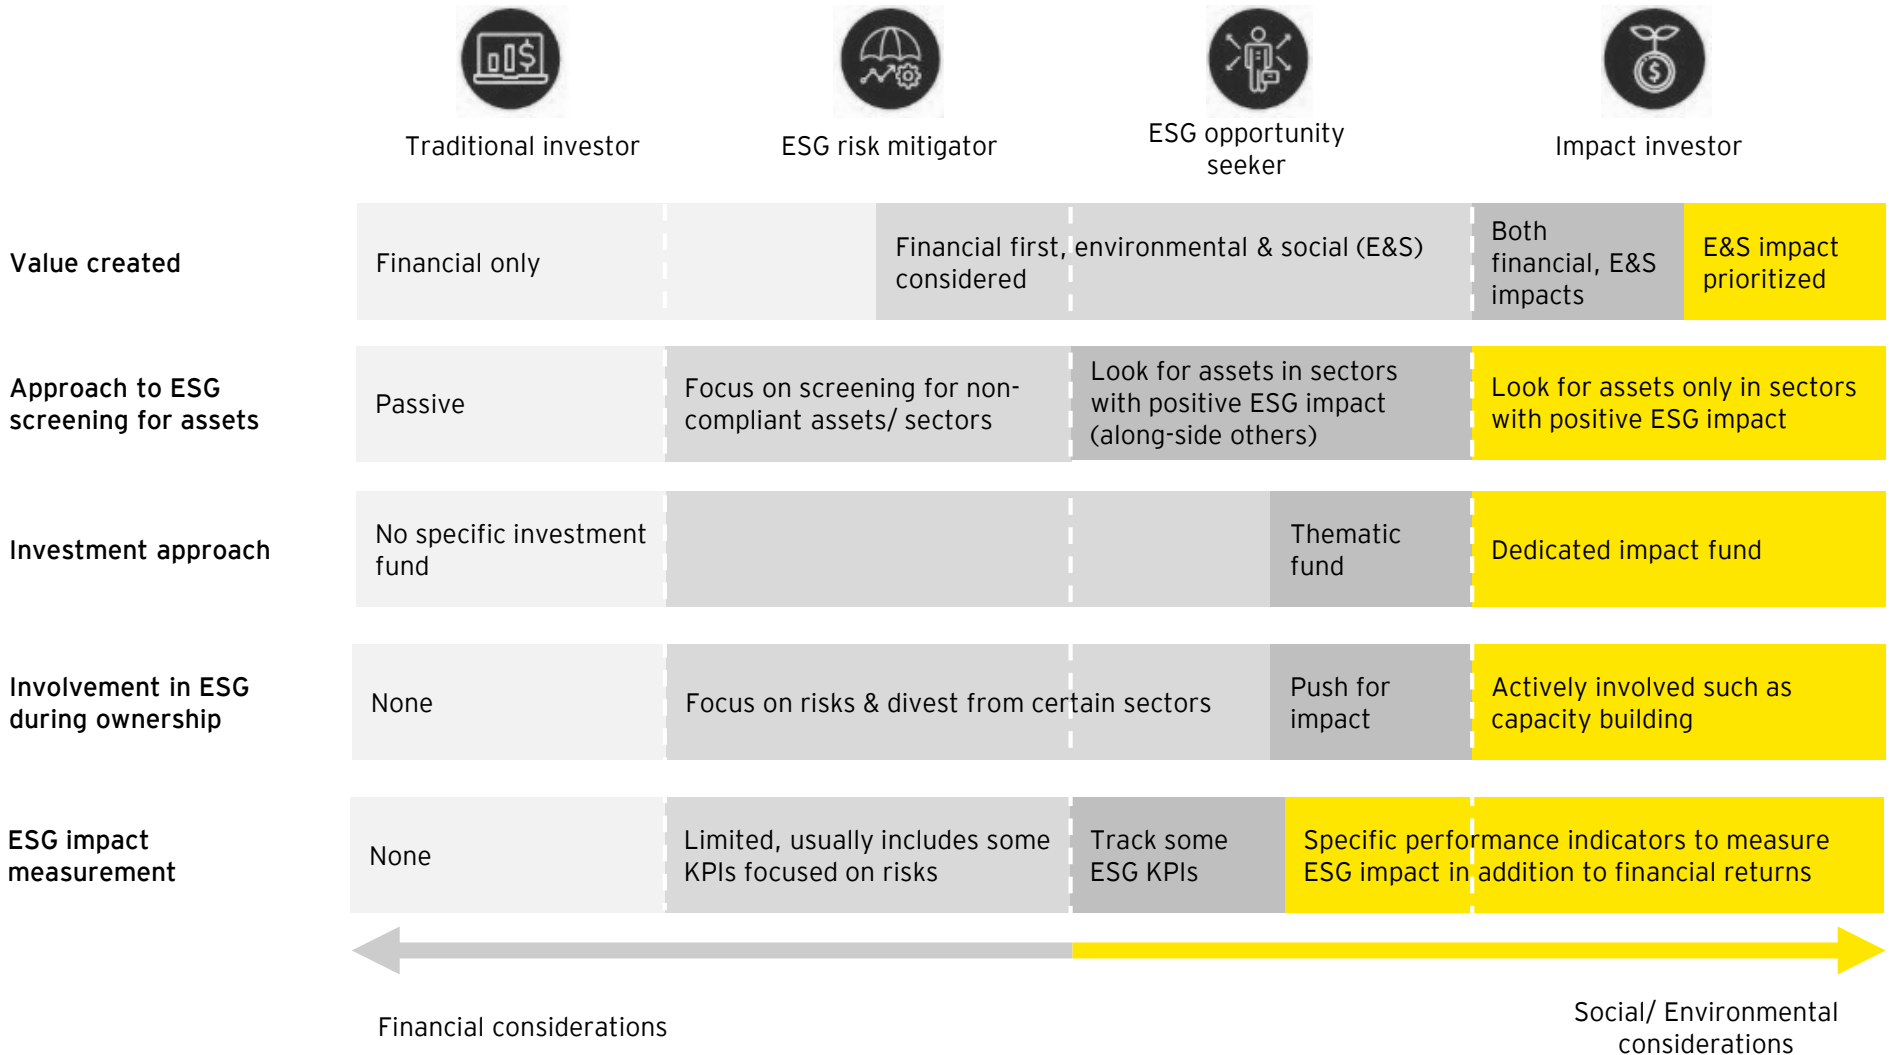 Traditional investor
ESG risk mitigator
ESG opportunity
seeker
Impact investor
Value created
Financial only
Financial first, environmental & social (E&S)
considered
Both
financial, E&S
impacts
E&S impact
prioritized
Approach to ESG
screening for assets
Passive
Focus on screening for non-
compliant assets/ sectors
Look for assets in sectors
with positive ESG impact
(along-side others)
Look for assets only in sectors
with positive ESG impact
Investment approach
No specific investment
fund
Thematic
fund
Dedicated impact fund
Involvement in ESG
during ownership
None
Focus on risks & divest from certain sectors
Push for
impact
Actively involved such as
capacity building
ESG impact
measurement
None
Limited, usually includes some
KPIs focused on risks
Track some
ESG KPIs
Specific performance indicators to measure
ESG impact in addition to financial returns
Financial considerations
Social/ Environmental
considerations